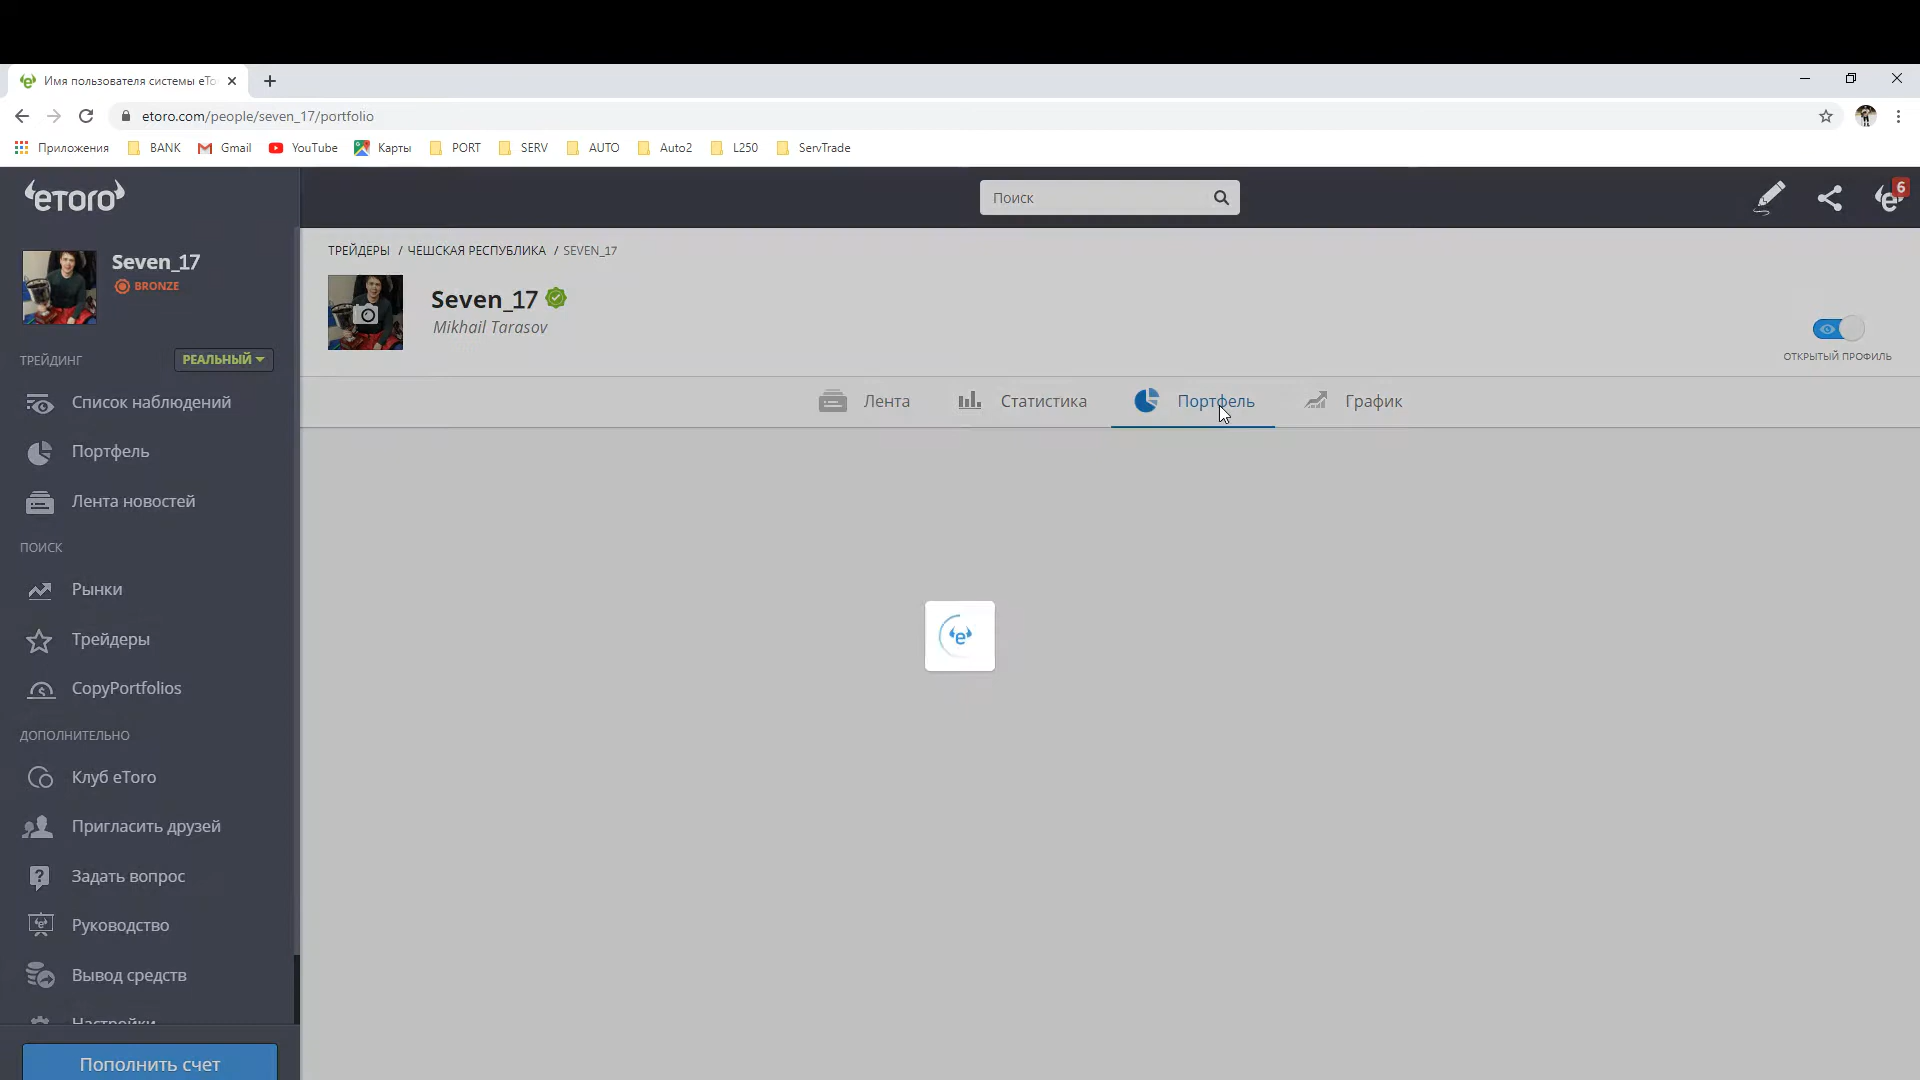 Имя пользователя системы eTo
etoro.com/people/seven_17/portfolio
Приложения BANK Gmail YouTube Карты PORT SERV AUTO Auto2 L250 ServTrade
eToro
Поиск
6
Seven_17
BRONZE
ТРЕЙДИНГ РЕАЛЬНЫЙ
Список наблюдений
Портфель
Лента новостей
ПОИСК
Рынки
Трейдеры
CopyPortfolios
ДОПОЛНИТЕЛЬНО
Клуб eToro
Пригласить друзей
Задать вопрос
Руководство
Вывод средств
Настройки
Пополнить счет
ТРЕЙДЕРЫ / ЧЕШСКАЯ РЕСПУБЛИКА / SEVEN_17
Seven_17
Mikhail Tarasov
ОТКРЫТЫЙ ПРОФИЛЬ
Лента Статистика Портфель График